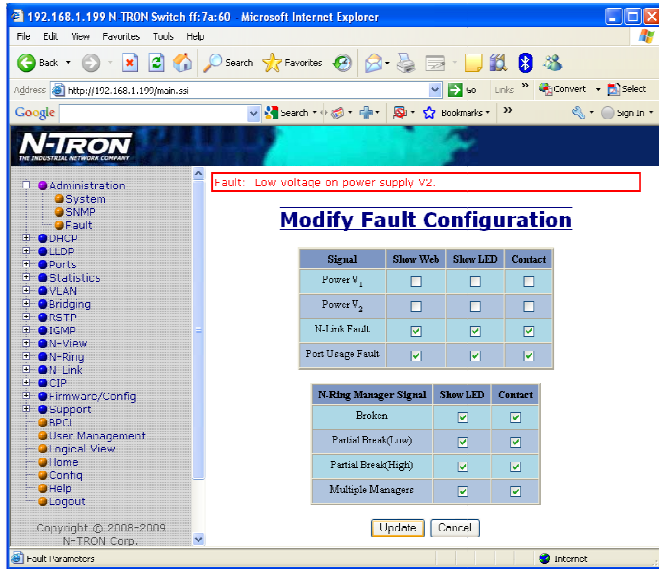 192.168.1.199 N TRON Switch ff:7a:60 - Microsoft Internet Explorer
File Edit View Favorites Tools Help
Back Search Favorites
Address http://192.168.1.199/main.ssi Go Links » Convert Select
Google Search Bookmarks » Sign In
N-TRON
THE INDUSTRIAL NETWORK COMPANY
Administration
System
SNMP
Fault
DHCP
LLDP
Ports
Statistics
VLAN
Bridging
RSTP
IGMP
N-View
N-Ring
N-Link
CIP
Firmware/Config
Support
BPCL
User Management
Logical View
Home
Config
Help
Logout
Copyright © 2008-2009
N-TRON Corp.
Fault: Low voltage on power supply V2.
Modify Fault Configuration
Signal Show Web Show LED Contact
Power V1
Power V2
N-Link Fault
Port Usage Fault
N-Ring Manager Signal Show LED Contact
Broken
Partial Break(Low)
Partial Break(High)
Multiple Managers
Update Cancel
Fault Parameters Internet